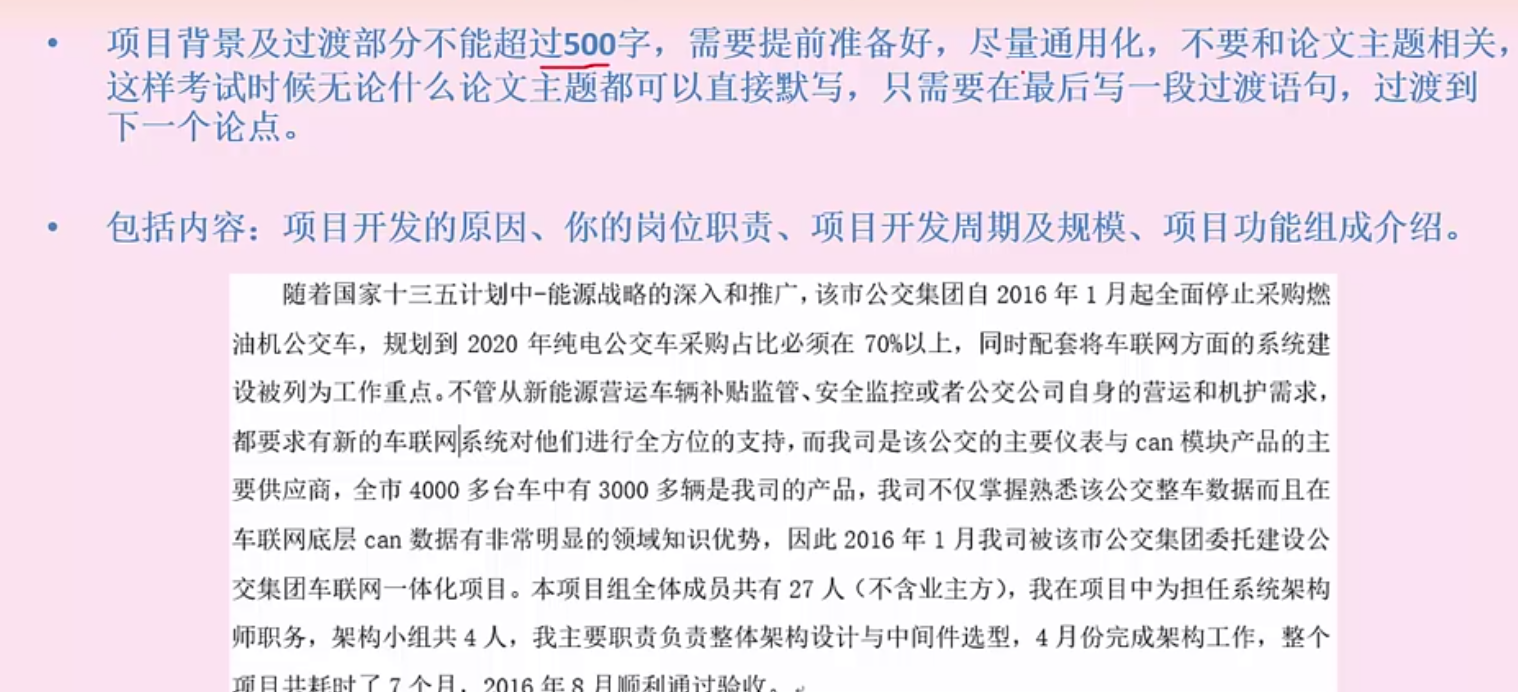 • 项目背景及过渡部分不能超过500字，需要提前准备好，尽量通用化，不要和论文主题相关，
这样考试时候无论什么论文主题都可以直接默写，只需要在最后写一段过渡语句，过渡到
下一个论点。
• 包括内容：项目开发的原因、你的岗位职责、项目开发周期及规模、项目功能组成介绍。
随着国家十三五计划中-能源战略的深入和推广，该市公交集团自 2016 年 1 月起全面停止采购燃
油机公交车，规划到 2020 年纯电公交车采购占比必须在 70%以上，同时配套将车联网方面的系统建
设被列为工作重点。不管从新能源营运车辆补贴监管、安全监控或者公交公司自身的营运和机护需求，
都要求有新的车联网系统对他们进行全方位的支持，而我司是该公交的主要仪表与 can 模块产品的主
要供应商，全市 4000 多台车中有 3000 多辆是我司的产品，我司不仅掌握熟悉该公交整车数据而且在
车联网底层 can 数据有非常明显的领域知识优势，因此 2016 年 1 月我司被该市公交集团委托建设公
交集团车联网一体化项目。本项目组全体成员共有 27 人（不含业主方），我在项目中为担任系统架构
师职务，架构小组共 4 人，我主要职责负责整体架构设计与中间件选型，4 月份完成架构工作，整个
项目共耗时了 7 个月，2016 年 8 月顺利通过验收。